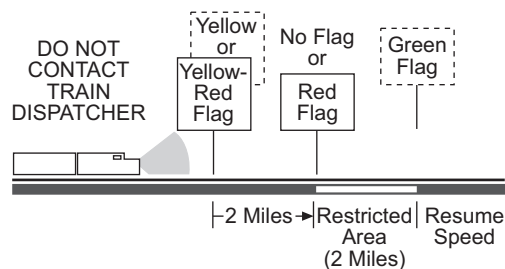 DO NOT
CONTACT
TRAIN
DISPATCHER
Yellow
or
Yellow-
Red
Flag
No Flag
or
Red
Flag
Green
Flag
2 Miles
Restricted
Area
(2 Miles)
Resume
Speed